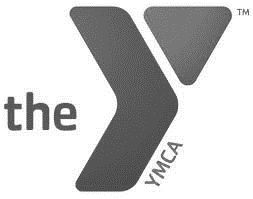 the Y ™
YMCA